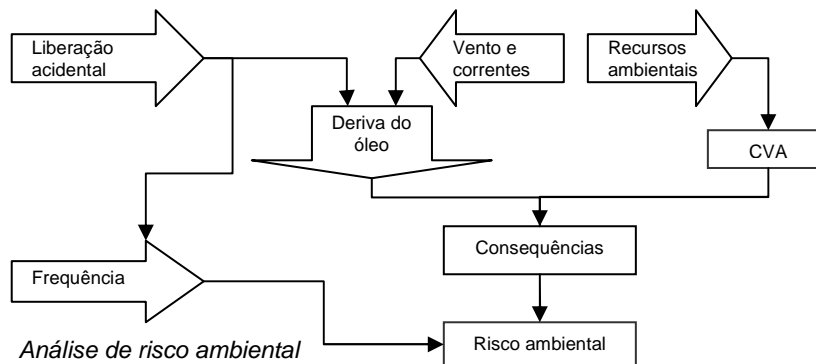 Liberação
acidental
Vento e
correntes
Recursos
ambientais
Deriva do
óleo
CVA
Consequências
Frequência
Risco ambiental
Análise de risco ambiental